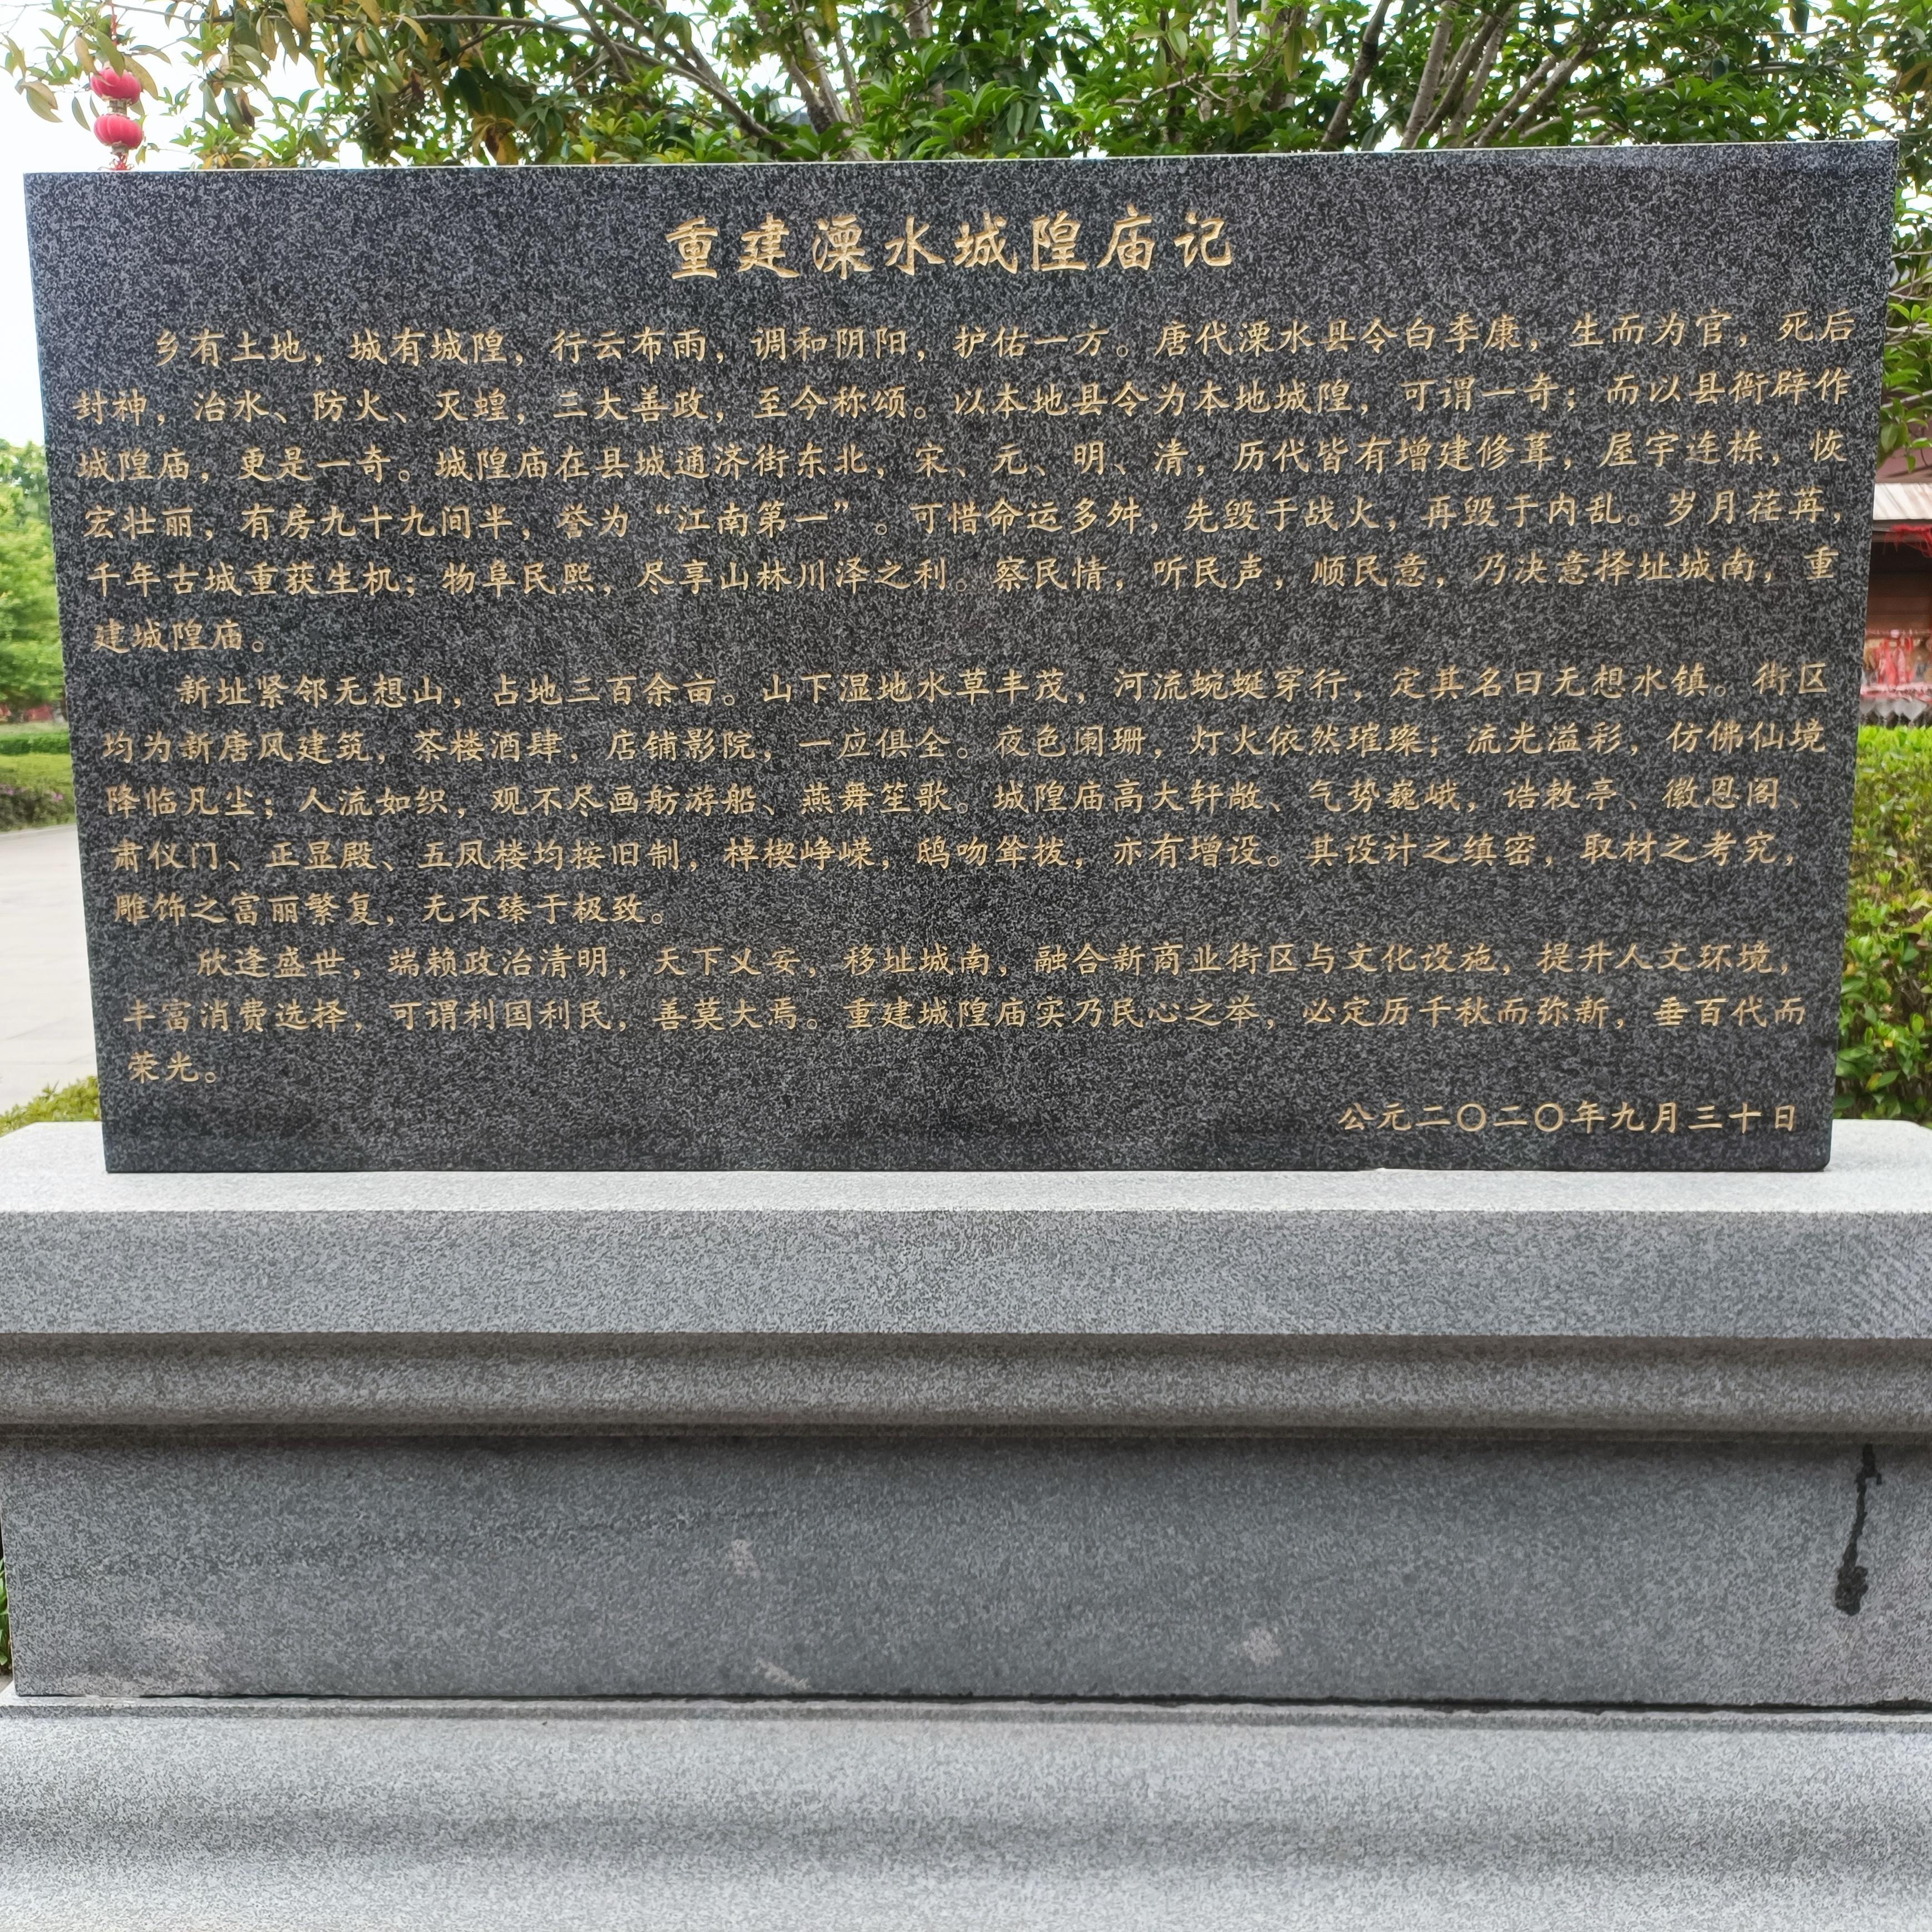 重建溧水城隍庙记
乡有土地，城有城隍，行云布雨，调和阴阳，护佑一方。唐代溧水县令白季康，生而为官，死后
封神，治水、防火、灭蝗，三大善政，至今称颂。以本地县令为本地城隍，可谓一奇；而以县衙辟作
城隍庙，更是一奇。城隍庙在县城通济街东北，宋、元、明、清，历代皆有增建修葺，屋宇连栋，恢
宏壮丽，有房九十九间半，誉为“江南第一”。可惜命运多舛，先毁于战火，再毁于内乱。岁月荏苒，
千年古城重获生机；物阜民熙，尽享山林川泽之利。察民情，听民声，顺民意，乃决意择址城南，重
建城隍庙。
新址紧邻无想山，占地三百余亩。山下湿地水草丰茂，河流蜿蜒穿行，定其名曰无想水镇。街区
均为新唐风建筑，茶楼酒肆，店铺影院，一应俱全。夜色阑珊，灯火依然璀璨；流光溢彩，仿佛仙境
降临凡尘；人流如织，观不尽画舫游船、燕舞笙歌。城隍庙高大轩敞、气势巍峨，诰敕亭、徽恩阁、
肃仪门、正显殿、五凤楼均按旧制，棹楔峥嵘，鸱吻耸拔，亦有增设。其设计之缜密，取材之考究，
雕饰之富丽繁复，无不臻于极致。
欣逢盛世，端赖政治清明，天下乂安，移址城南，融合新商业街区与文化设施，提升人文环境，
丰富消费选择，可谓利国利民，善莫大焉。重建城隍庙实乃民心之举，必定历千秋而弥新，垂百代而
荣光。
公元二〇二〇年九月三十日